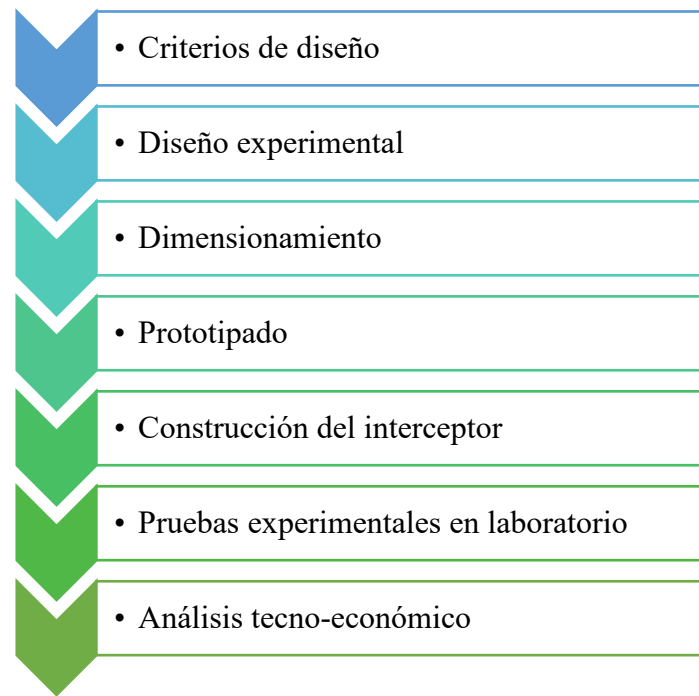 • Criterios de diseño
• Diseño experimental
• Dimensionamiento
• Prototipado
• Construcción del interceptor
• Pruebas experimentales en laboratorio
• Análisis tecno-económico